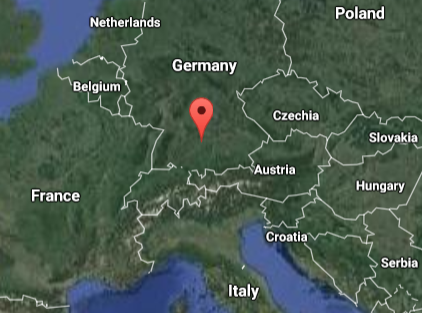 Poland
Netherlands
Germany
Belgium
Czechia
Slovakia
Austria
Hungary
France
Croatia
Serbia
Italy